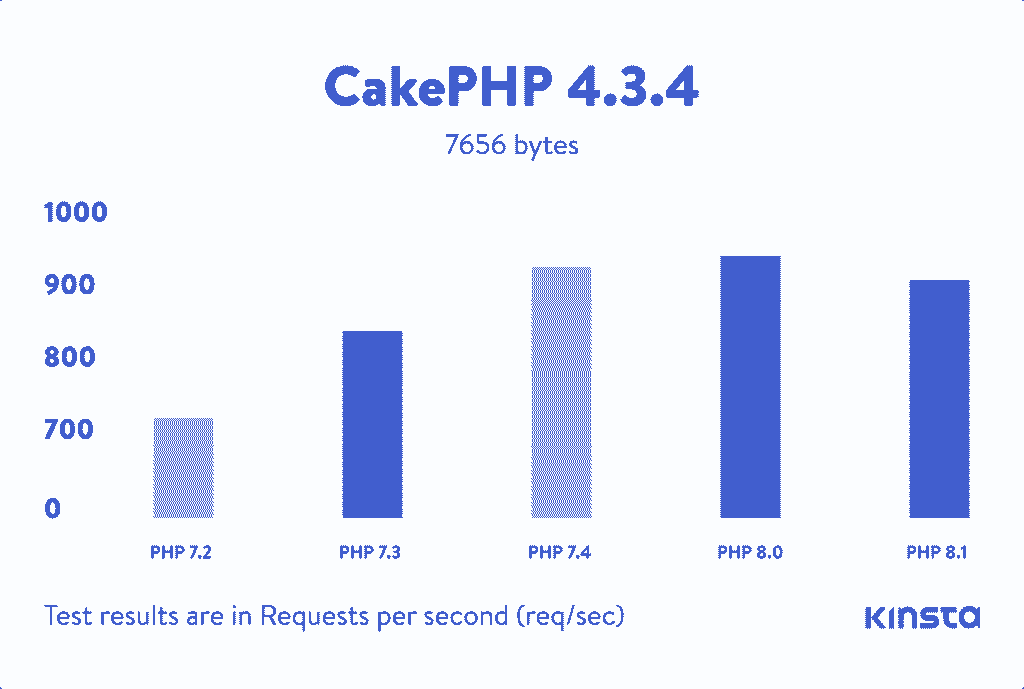 CakePHP 4.3.4
7656 bytes
1000
900
800
700
0
PHP 7.2 PHP 7.3 PHP 7.4 PHP 8.0 PHP 8.1
Test results are in Requests per second (req/sec)
KINSTA